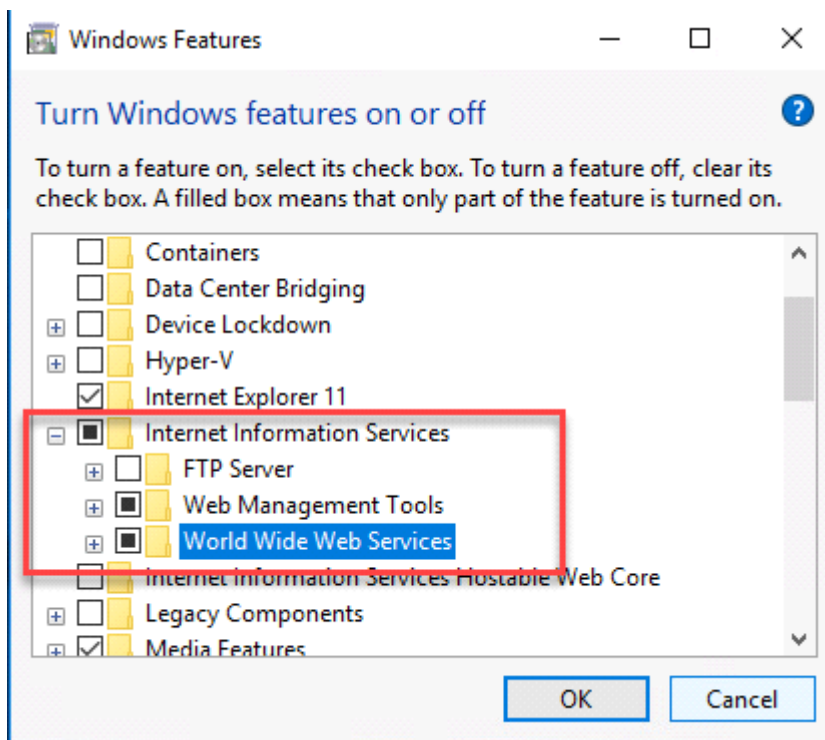 Windows Features
Turn Windows features on or off
?
To turn a feature on, select its check box. To turn a feature off, clear its
check box. A filled box means that only part of the feature is turned on.
Containers
Data Center Bridging
Device Lockdown
Hyper-V
Internet Explorer 11
Internet Information Services
FTP Server
Web Management Tools
World Wide Web Services
Internet Information Services Hostable Web Core
Legacy Components
Media Features
OK
Cancel